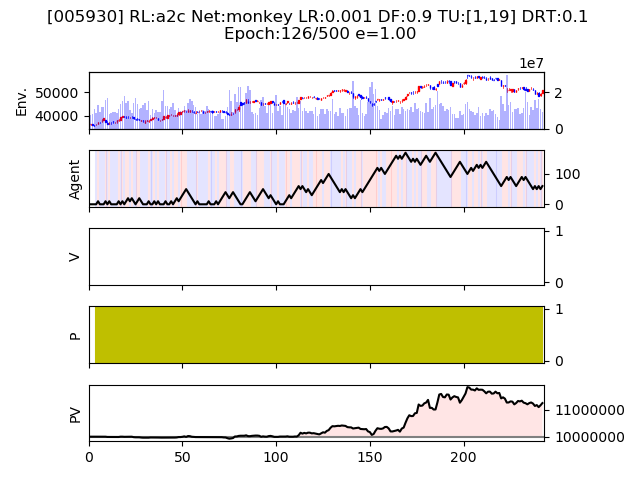 [005930] RL:a2c Net:monkey LR:0.001 DF:0.9 TU:[1,19] DRT:0.1
Epoch:126/500 e=1.00
1e7
Env.
50000
40000
2
0
Agent
100
0
V
1
0
P
1
0
PV
11000000
10000000
0 50 100 150 200